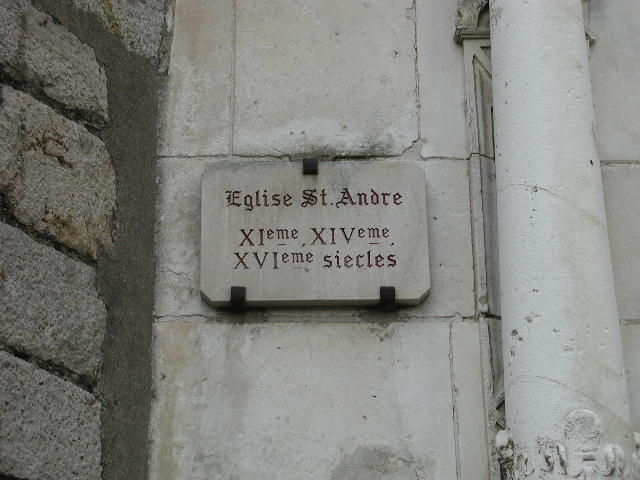 Eglise St. Andre
XIeme, XIVeme,
XVIeme siecles